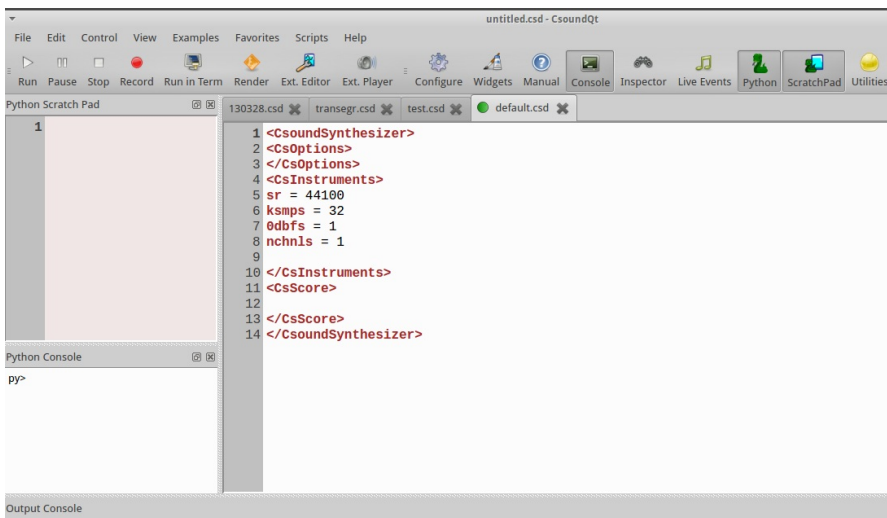 untitled.csd - CsoundQt
File Edit Control View Examples Favorites Scripts Help
Run Pause Stop Record Run in Term Render Ext. Editor Ext. Player Configure Widgets Manual Console Inspector Live Events Python ScratchPad Utilities
Python Scratch Pad
1
130328.csd transegr.csd test.csd default.csd
1 <CsoundSynthesizer>
2 <CsOptions>
3 </CsOptions>
4 <CsInstruments>
5 sr = 44100
6 ksmps = 32
7 0dbfs = 1
8 nchnls = 1
9
10 </CsInstruments>
11 <CsScore>
12
13 </CsScore>
14 </CsoundSynthesizer>
Python Console
py>
Output Console